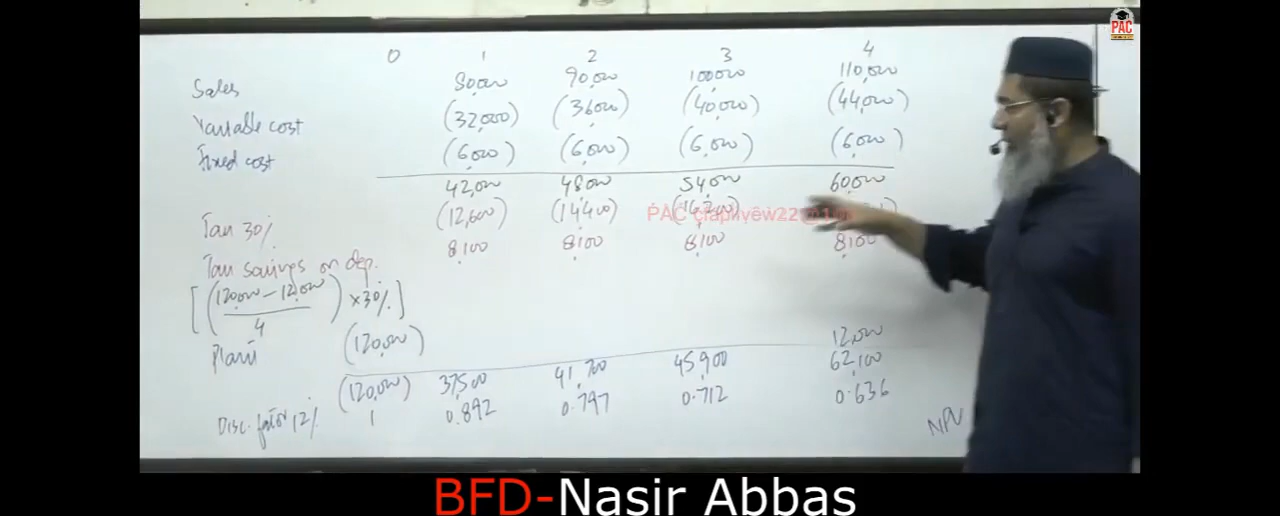 PAC
0 1 2 3 4
Sales 80,000 90,000 100,000 110,000
Variable cost (32,000) (36,000) (40,000) (44,000)
Fixed cost (6,000) (6,000) (6,000) (6,000)
42,000 48,000 54,000 60,000
Tax 30% (12,600) (14,400) (16,200)
PAC
Tax savings on dep. 8,100 8,100 8,100 8,100
[(120,000 - 12,000 / 4) x 30%]
Plant (120,000) 12,000
(120,000) 37,500 41,700 45,900 62,100
Disc. factor 12% 1 0.892 0.797 0.712 0.636
NPV
BFD-Nasir Abbas